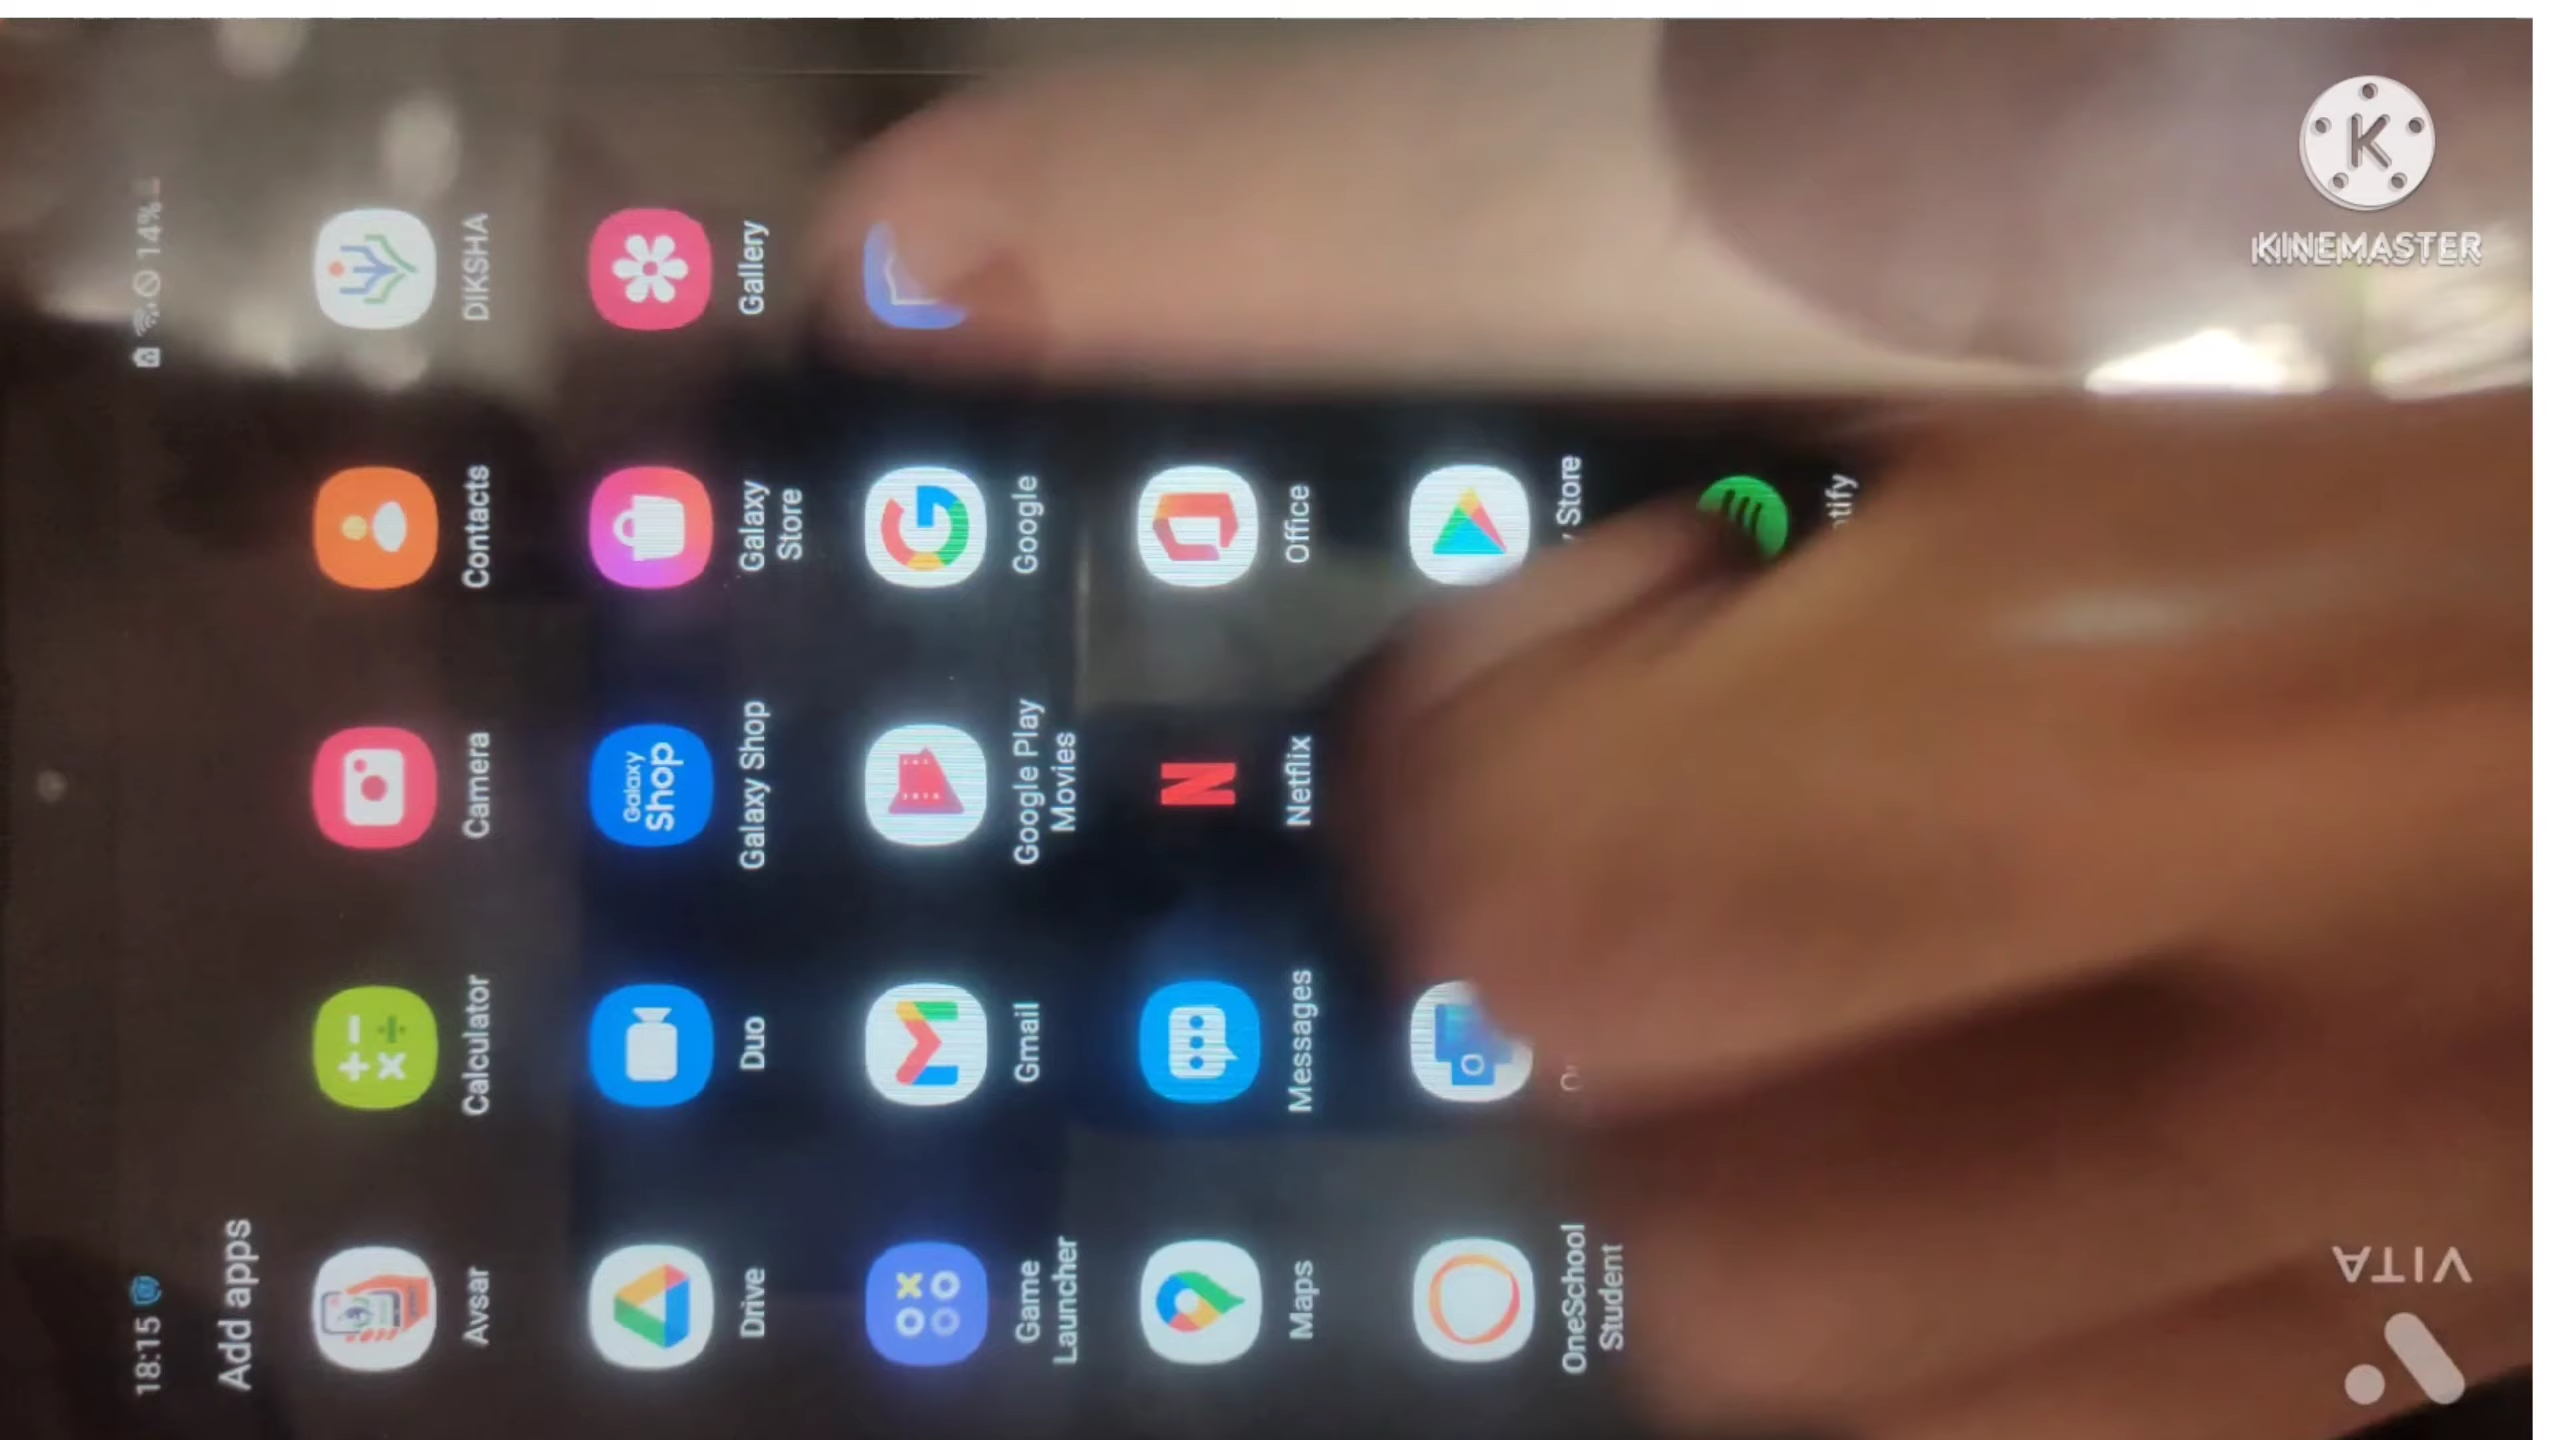 18:15
14%
Add apps
Avsar
Calculator
Camera
Contacts
DIKSHA
Drive
Duo
Galaxy
Shop
Galaxy Shop
Galaxy
Store
Gallery
Game
Launcher
Gmail
Google Play
Movies
Google
Maps
Messages
Netflix
Office
OneSchool
Student
Store
KINEMASTER
VITA